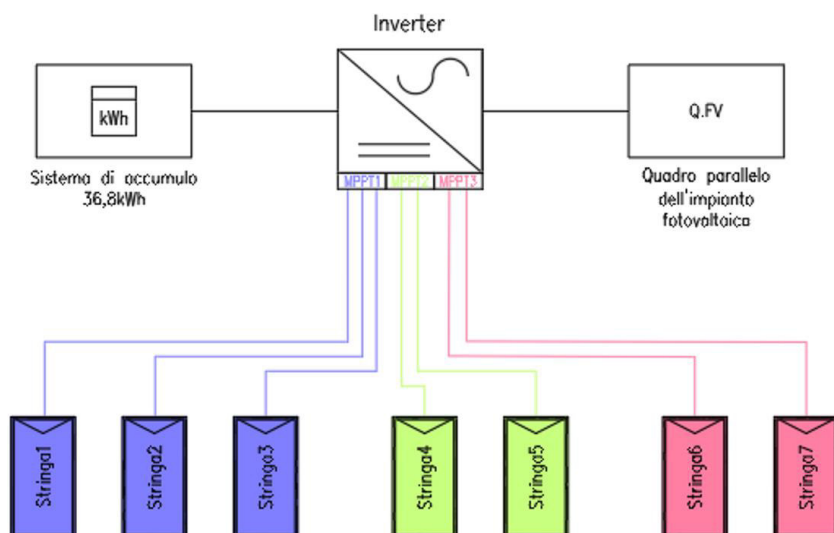 Inverter
kWh
Q.FV
Sistema di accumulo
36,8kWh
Quadro parallelo
dell'impianto
fotovoltaica
MPPT1 MPPT2 MPPT3
Stringa1
Stringa2
Stringa3
Stringa4
Stringa5
Stringa6
Stringa7